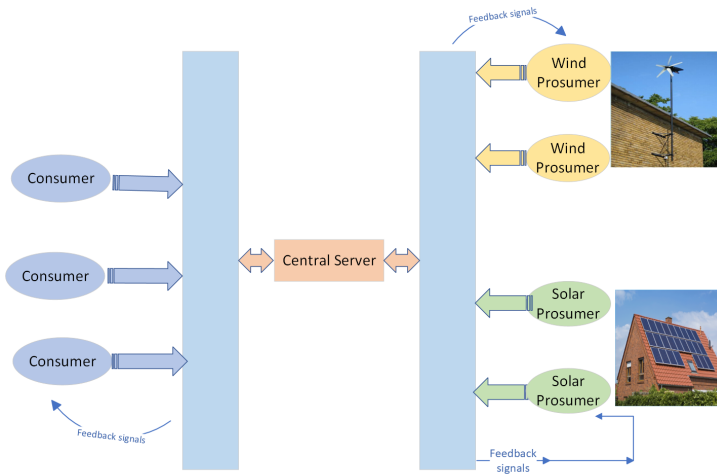 Feedback signals
Wind
Prosumer
Wind
Prosumer
Consumer
Central Server
Consumer
Solar
Prosumer
Consumer
Solar
Prosumer
Feedback signals
Feedback
signals